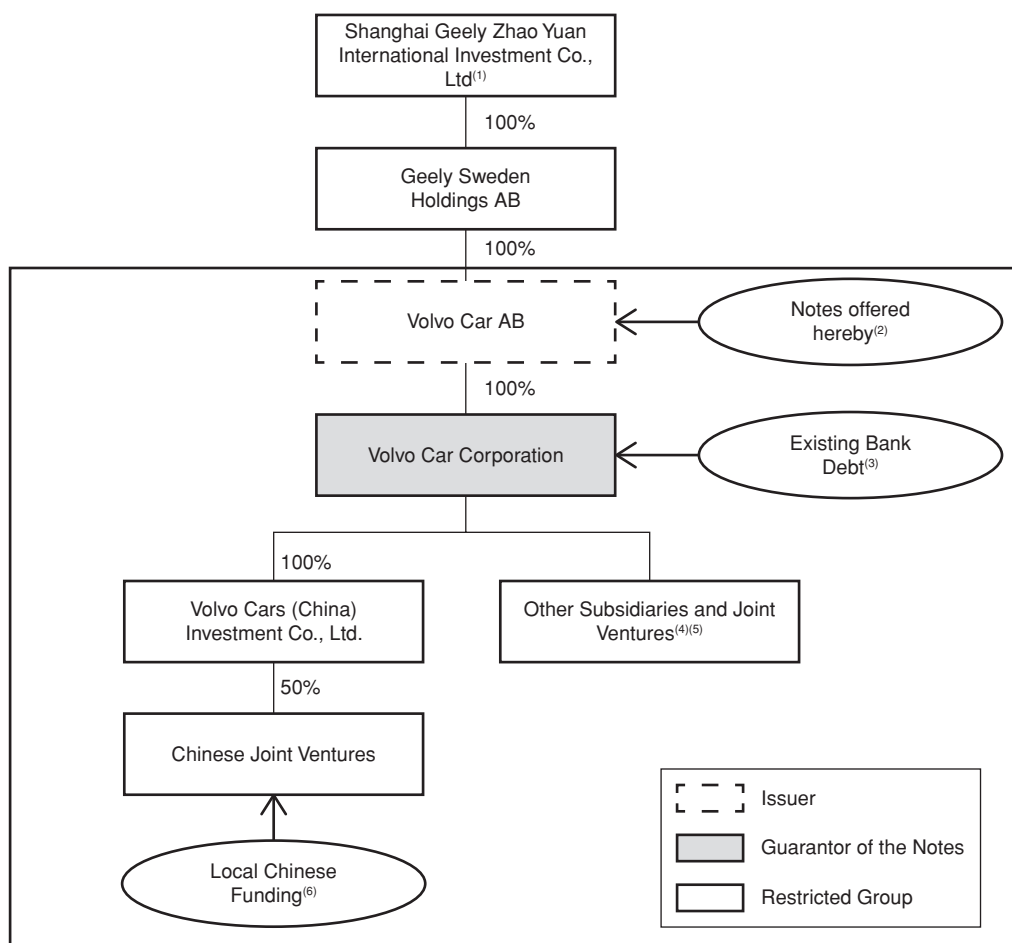 Shanghai Geely Zhao Yuan
International Investment Co.,
Ltd(1)
100%
Geely Sweden
Holdings AB
100%
Volvo Car AB
Notes offered
hereby(2)
100%
Volvo Car Corporation
Existing Bank
Debt(3)
100%
Volvo Cars (China)
Investment Co., Ltd.
Other Subsidiaries and Joint
Ventures(4)(5)
50%
Chinese Joint Ventures
Local Chinese
Funding(6)
Issuer
Guarantor of the Notes
Restricted Group